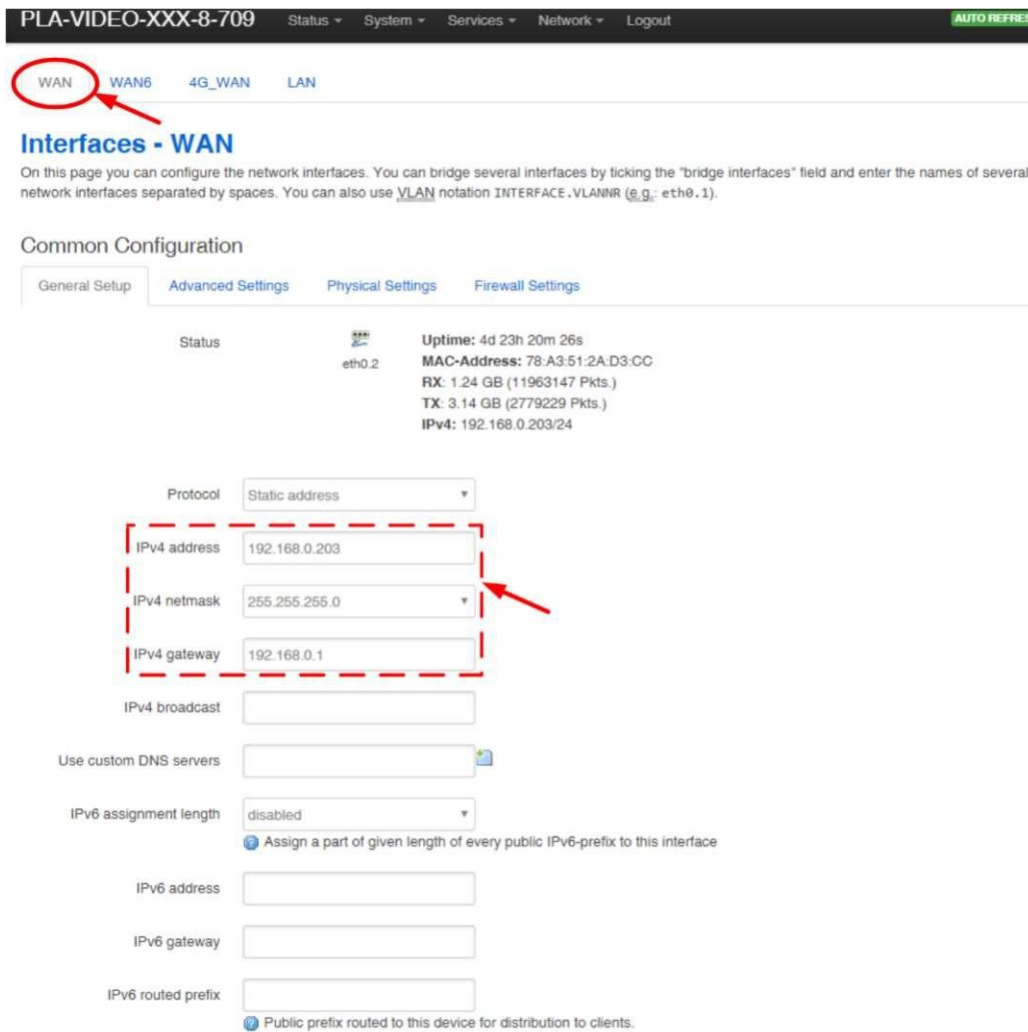 PLA-VIDEO-XXX-8-709 Status System Services Network Logout AUTO REFRES
WAN WAN6 4G_WAN LAN
Interfaces - WAN
On this page you can configure the network interfaces. You can bridge several interfaces by ticking the "bridge interfaces" field and enter the names of several
network interfaces separated by spaces. You can also use VLAN notation INTERFACE.VLANNR (e.g.: eth0.1).
Common Configuration
General Setup Advanced Settings Physical Settings Firewall Settings
Status
eth0.2
Uptime: 4d 23h 20m 26s
MAC-Address: 78:A3:51:2A:D3:CC
RX: 1.24 GB (11963147 Pkts.)
TX: 3.14 GB (2779229 Pkts.)
IPv4: 192.168.0.203/24
Protocol Static address
IPv4 address 192.168.0.203
IPv4 netmask 255.255.255.0
IPv4 gateway 192.168.0.1
IPv4 broadcast
Use custom DNS servers
IPv6 assignment length disabled
Assign a part of given length of every public IPv6-prefix to this interface
IPv6 address
IPv6 gateway
IPv6 routed prefix
Public prefix routed to this device for distribution to clients.